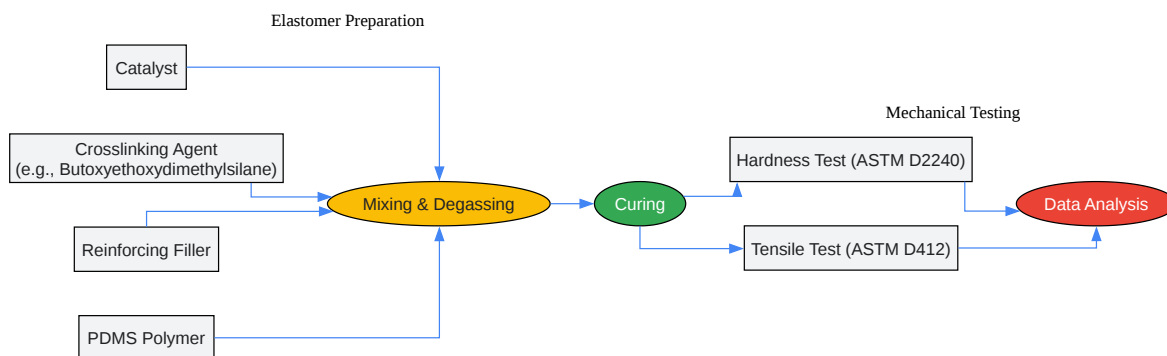 Elastomer Preparation
Catalyst
Crosslinking Agent
(e.g., Butoxyethoxydimethylsilane)
Reinforcing Filler
PDMS Polymer
Mixing & Degassing
Curing
Mechanical Testing
Hardness Test (ASTM D2240)
Tensile Test (ASTM D412)
Data Analysis